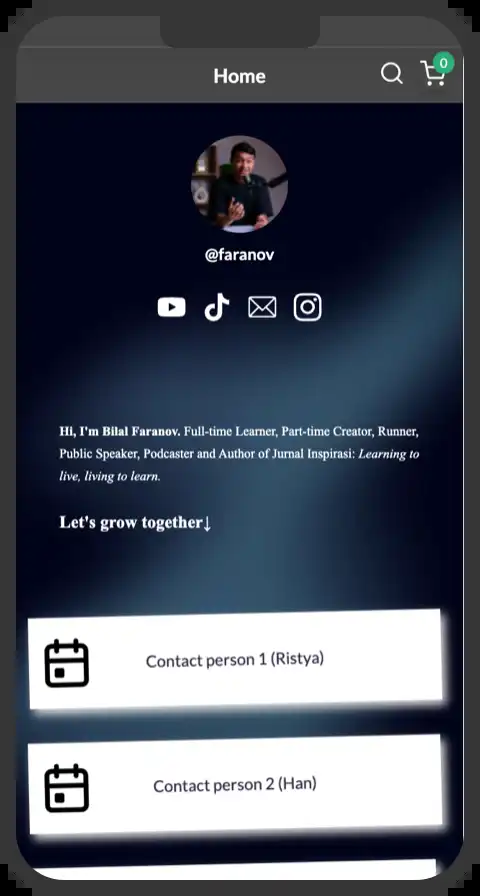 Home
0
@faranov
Hi, I'm Bilal Faranov. Full-time Learner, Part-time Creator, Runner,
Public Speaker, Podcaster and Author of Jurnal Inspirasi: Learning to
live, living to learn.
Let's grow together↓
Contact person 1 (Ristya)
Contact person 2 (Han)